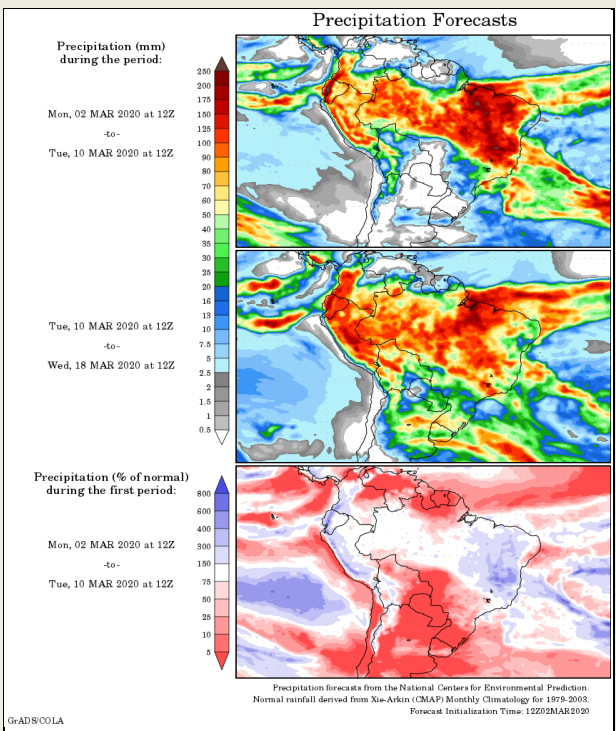 Precipitation Forecasts
Precipitation (mm)
during the period:
Mon, 02 MAR 2020 at 12Z
-to-
Tue, 10 MAR 2020 at 12Z
250
200
175
150
125
100
90
80
70
60
50
40
35
30
25
20
16
13
10
7.5
5
2.5
2
1.5
1
0.5
Tue, 10 MAR 2020 at 12Z
-to-
Wed, 18 MAR 2020 at 12Z
Precipitation (% of normal)
during the first period:
Mon, 02 MAR 2020 at 12Z
-to-
Tue, 10 MAR 2020 at 12Z
800
600
400
300
150
75
50
25
10
5
Precipitation forecasts from the National Centers for Environmental Prediction.
Normal rainfall derived from Xie-Arkin (CMAP) Monthly Climatology for 1979-2003.
Forecast Initialization Time: 12Z02MAR2020
GrADS/COLA